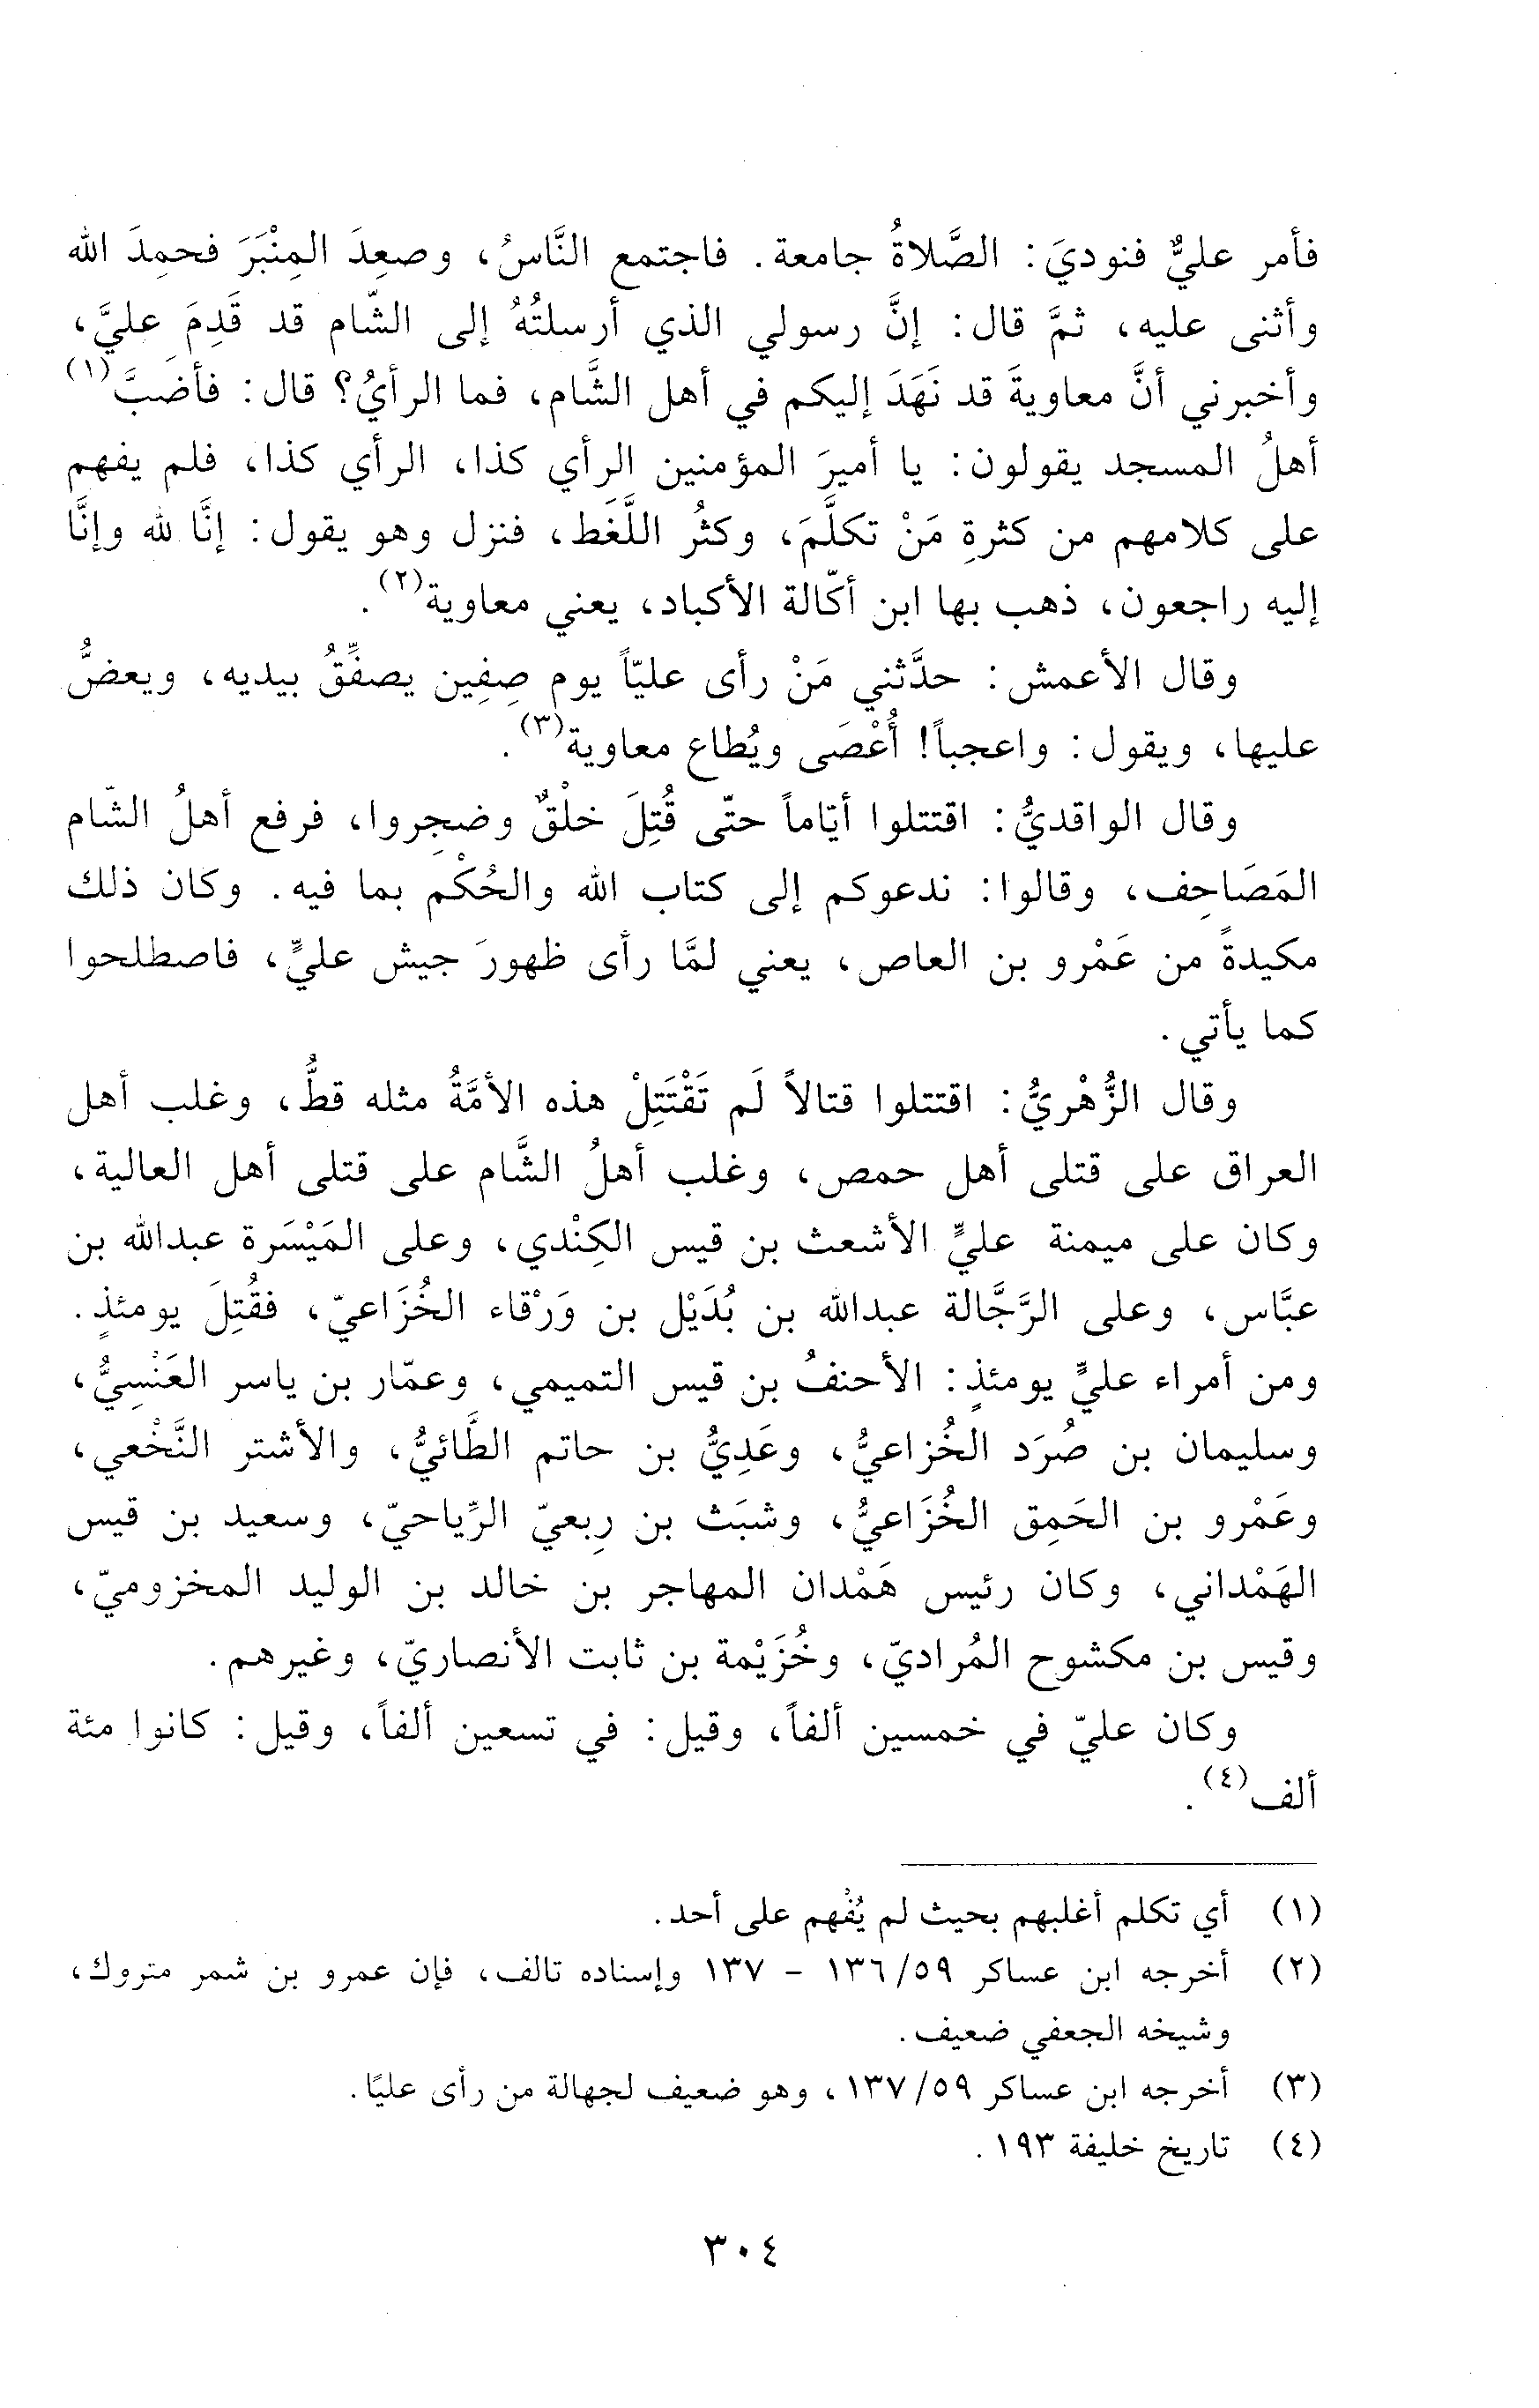 فأمر عليٌّ فنوديَ: الصَّلاةُ جامعة. فاجتمع النَّاسُ، وصعِدَ المِنْبَرَ فحمِدَ الله
وأثنى عليه، ثمَّ قال: إنَّ رسولي الذي أرسلتُهُ إلى الشّام قد قَدِمَ عليَّ،
وأخبرني أنَّ معاويةَ قد نَهَدَ إليكم في أهل الشَّام، فما الرأيُ؟ قال: فأضَبَّ(١)
أهلُ المسجد يقولون: يا أميرَ المؤمنين الرأي كذا، الرأي كذا، فلم يفهم
على كلامهم من كثرةِ مَنْ تكلَّمَ، وكثُر اللَّغَط، فنزل وهو يقول: إنَّا لله وإنَّا
إليه راجعون، ذهب بها ابن أكّالة الأكباد، يعني معاوية(٢).
وقال الأعمش: حدَّثني مَنْ رأى عليّاً يوم صِفِين يصفِّقُ بيديه، ويعضُّ
عليها، ويقول: واعجباً! أُعْصَى ويُطاع معاوية(٣).
وقال الواقديُّ: اقتتلوا أيّاماً حتّى قُتِلَ خلْقٌ وضجِروا، فرفع أهلُ الشّام
المَصَاحِف، وقالوا: ندعوكم إلى كتاب الله والحُكْم بما فيه. وكان ذلك
مكيدةً من عَمْرو بن العاص، يعني لمَّا رأى ظهورَ جيش عليٍّ، فاصطلحوا
كما يأتي.
وقال الزُّهْريُّ: اقتتلوا قتالاً لَم تَقْتَتِلْ هذه الأمَّةُ مثله قطُّ، وغلب أهل
العراق على قتلى أهل حمص، وغلب أهلُ الشَّام على قتلى أهل العالية،
وكان على ميمنة عليٍّ الأشعث بن قيس الكِنْدي، وعلى المَيْسَرة عبدالله بن
عبَّاس، وعلى الرَّجَّالة عبدالله بن بُدَيْل بن وَرْقاء الخُزَاعيّ، فقُتِلَ يومئذٍ.
ومن أمراء عليٍّ يومئذٍ: الأحنفُ بن قيس التميمي، وعمّار بن ياسر العَنْسِيُّ،
وسليمان بن صُرَد الخُزاعيُّ، وعَدِيُّ بن حاتم الطَّائيُّ، والأشتر النَّخْعي،
وعَمْرو بن الحَمِق الخُزَاعيُّ، وشبَث بن رِبعيّ الرِّياحيّ، وسعيد بن قيس
الهَمْداني، وكان رئيس هَمْدان المهاجر بن خالد بن الوليد المخزوميّ،
وقيس بن مكشوح المُراديّ، وخُزَيْمة بن ثابت الأنصاريّ، وغيرهم.
وكان عليّ في خمسين ألفاً، وقيل: في تسعين ألفاً، وقيل: كانوا مئة
ألف(٤).
(١) أي تكلم أغلبهم بحيث لم يُفْهم على أحد.
(٢) أخرجه ابن عساكر ٥٩/ ١٣٦ - ١٣٧ وإسناده تالف، فإن عمرو بن شمر متروك،
وشيخه الجعفي ضعيف.
(٣) أخرجه ابن عساكر ٥٩/ ١٣٧، وهو ضعيف لجهالة من رأى عليًا.
(٤) تاريخ خليفة ١٩٣.
٣٠٤